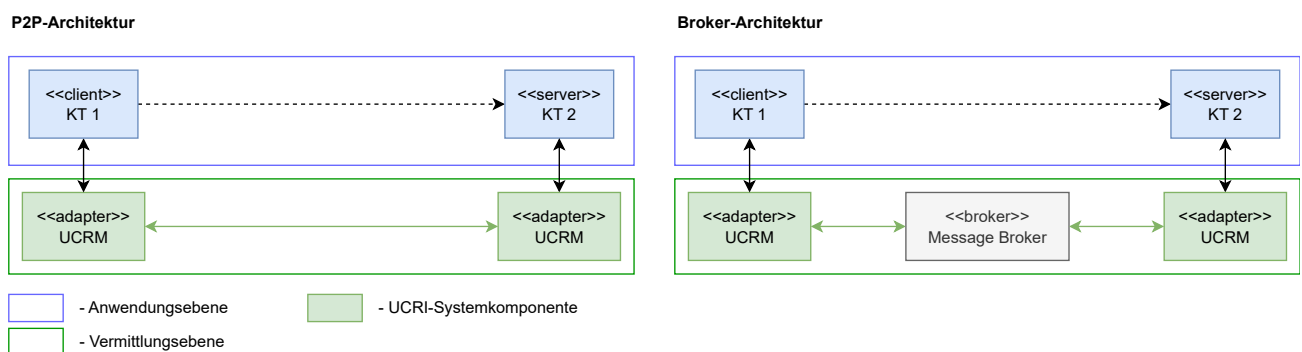 P2P-Architektur
<<client>>
KT 1
<<server>>
KT 2
<<adapter>>
UCRM
<<adapter>>
UCRM
Broker-Architektur
<<client>>
KT 1
<<server>>
KT 2
<<adapter>>
UCRM
<<broker>>
Message Broker
<<adapter>>
UCRM
- Anwendungsebene
- UCRI-Systemkomponente
- Vermittlungsebene